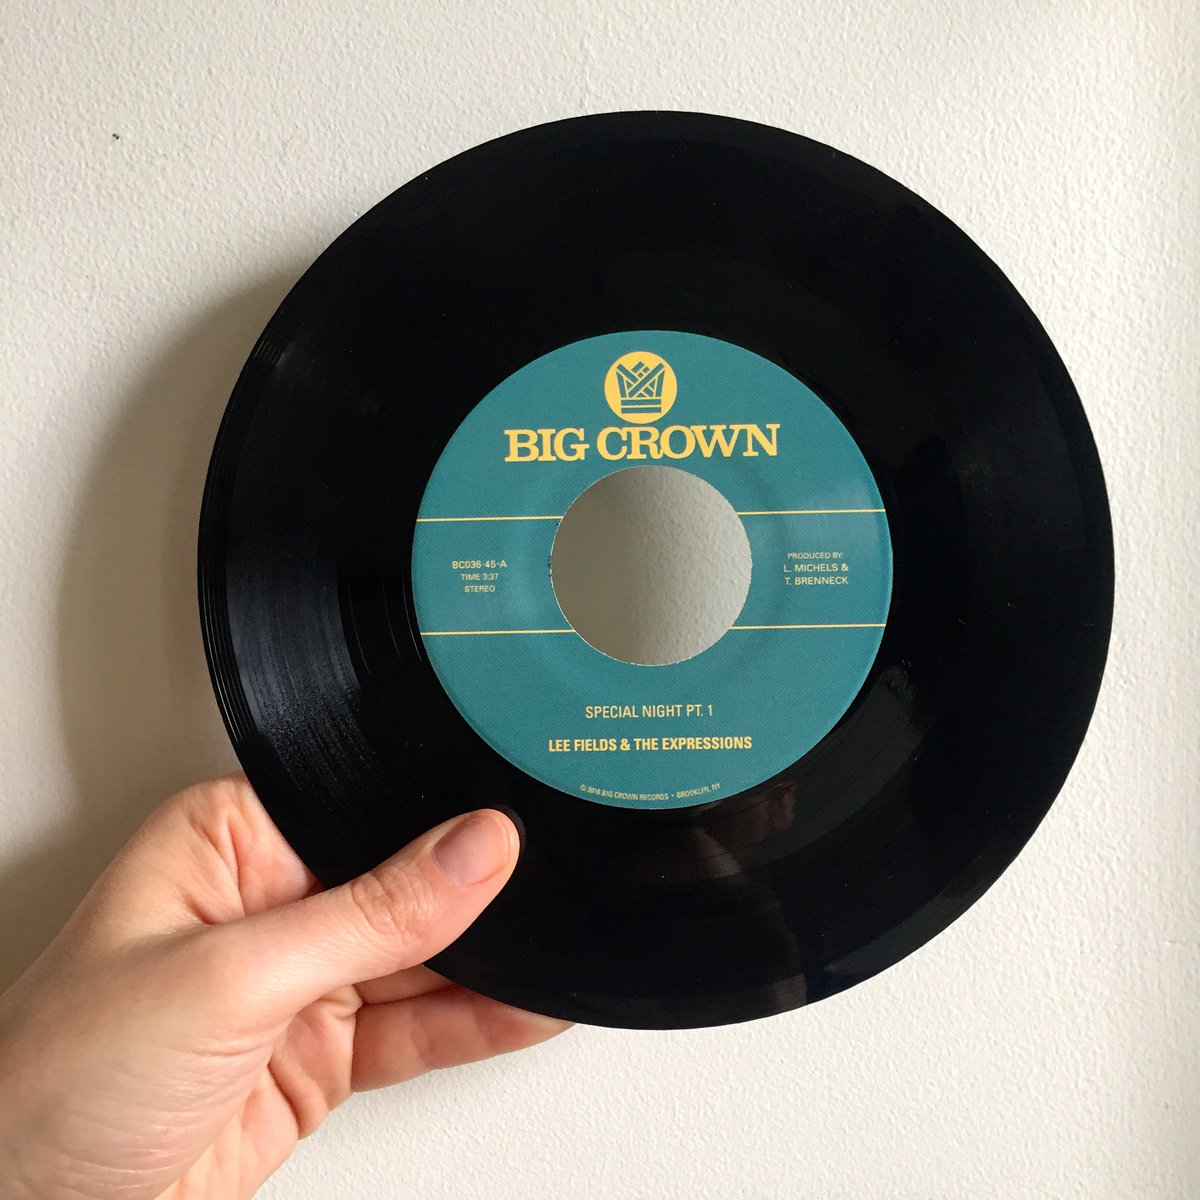 BIG CROWN
BC036-45-A
TIME 3:37
STEREO
PRODUCED BY:
L. MICHELS &
T. BRENNECK
SPECIAL NIGHT PT. 1
LEE FIELDS & THE EXPRESSIONS
© 2016 BIG CROWN RECORDS • BROOKLYN, NY